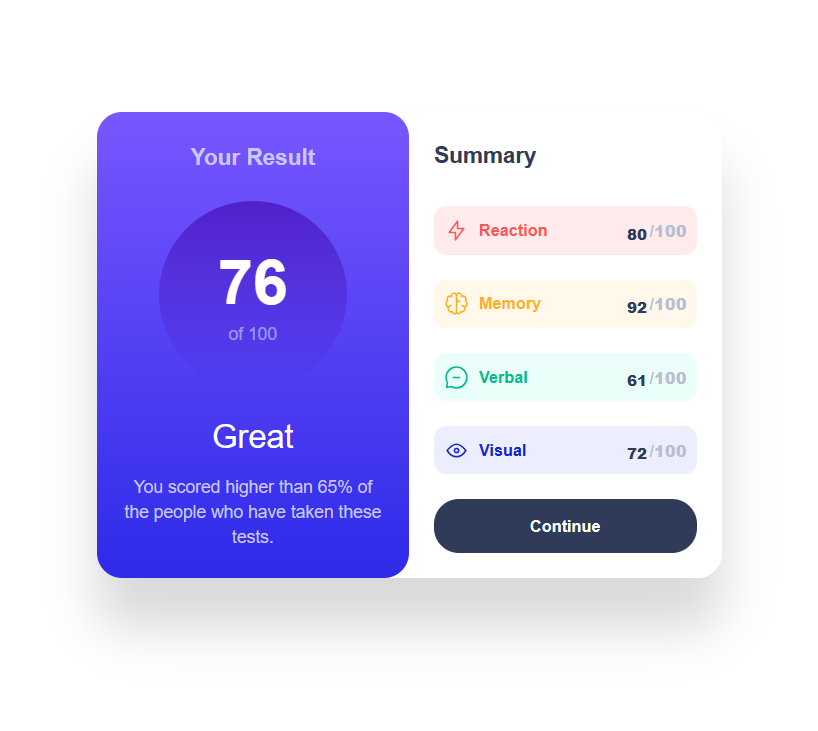 Your Result
76
of 100
Great
You scored higher than 65% of
the people who have taken these
tests.
Summary
Reaction 80 /100
Memory 92 /100
Verbal 61 /100
Visual 72 /100
Continue